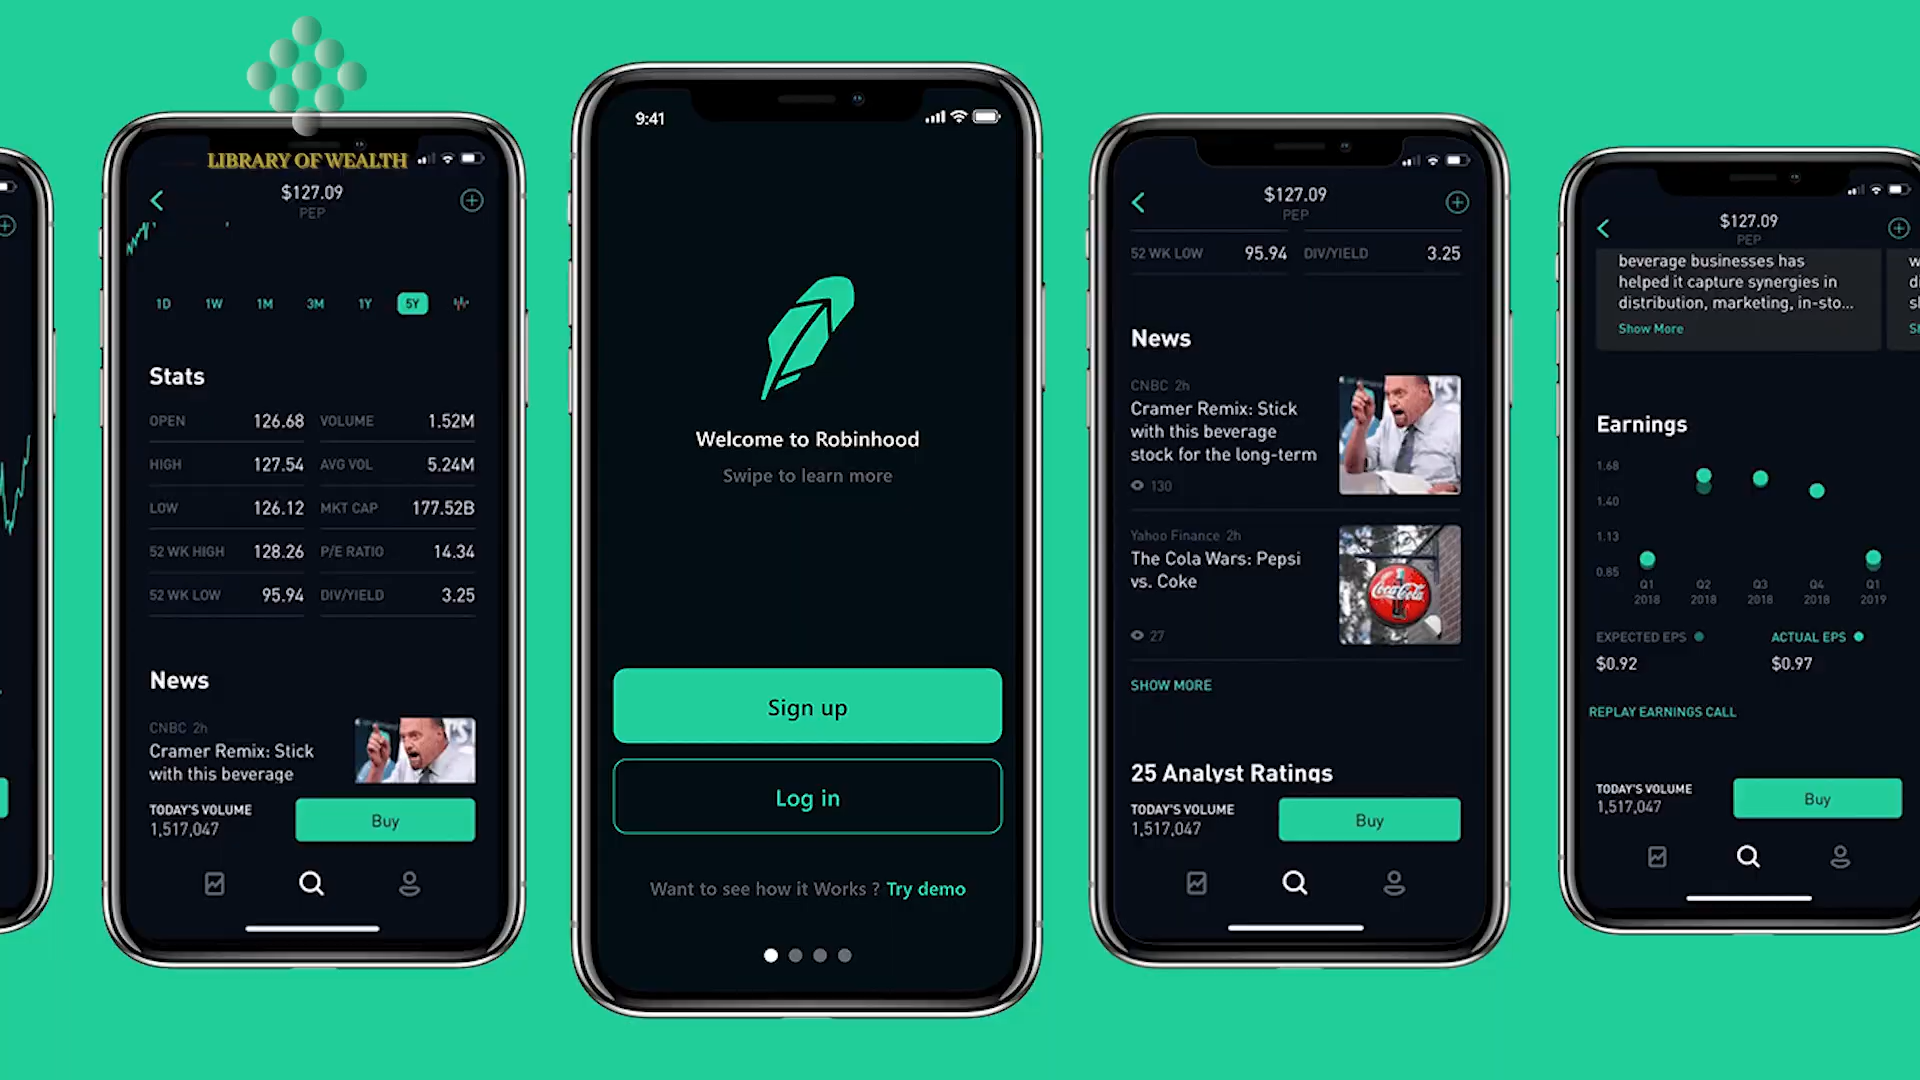 LIBRARY OF WEALTH
$127.09
PEP
1D 1W 1M 3M 1Y 5Y
Stats
OPEN 126.68 VOLUME 1.52M
HIGH 127.54 AVG VOL 5.24M
LOW 126.12 MKT CAP 177.52B
52 WK HIGH 128.26 P/E RATIO 14.34
52 WK LOW 95.94 DIV/YIELD 3.25
News
CNBC 2h
Cramer Remix: Stick
with this beverage
TODAY'S VOLUME
1,517,047
Buy
9:41
Welcome to Robinhood
Swipe to learn more
Sign up
Log in
Want to see how it Works ? Try demo
$127.09
PEP
52 WK LOW 95.94 DIV/YIELD 3.25
News
CNBC 2h
Cramer Remix: Stick
with this beverage
stock for the long-term
130
Yahoo Finance 2h
The Cola Wars: Pepsi
vs. Coke
27
Coca-Cola
SHOW MORE
25 Analyst Ratings
TODAY'S VOLUME
1,517,047
Buy
$127.09
PEP
beverage businesses has
helped it capture synergies in
distribution, marketing, in-sto...
Show More
Earnings
1.68
1.40
1.13
0.85
Q1 Q2 Q3 Q4 Q1
2018 2018 2018 2018 2019
EXPECTED EPS ACTUAL EPS
$0.92 $0.97
REPLAY EARNINGS CALL
TODAY'S VOLUME
1,517,047
Buy